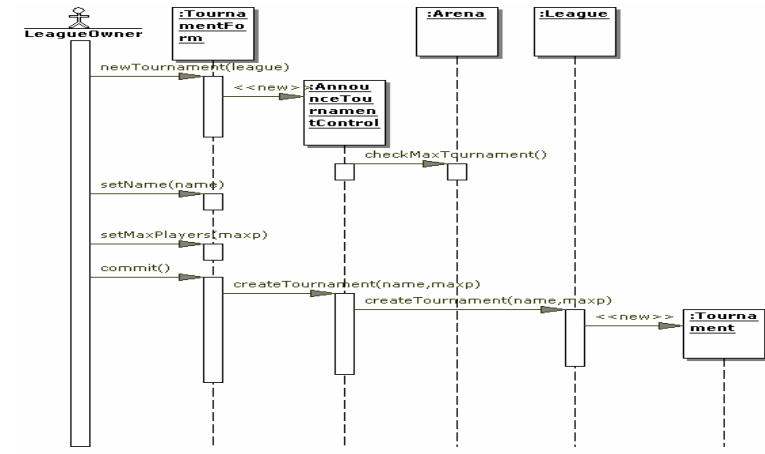 :Tourna
mentFo
rm
:Arena
:League
LeagueOwner
newTournament(league)
<<new>>
:Annou
nceTou
rnamen
tControl
checkMaxTournament()
setName(name)
setMaxPlayers(maxp)
commit()
createTournament(name,maxp)
createTournament(name,maxp)
<<new>>
:Tourna
ment